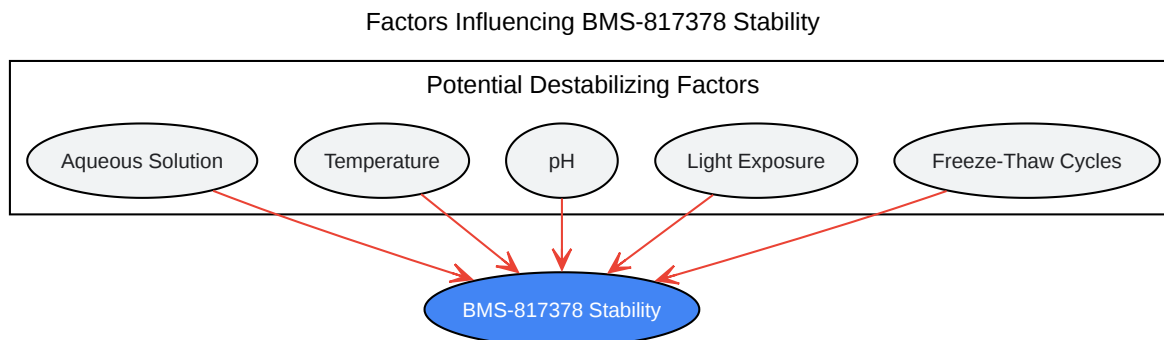 Factors Influencing BMS-817378 Stability
Potential Destabilizing Factors
Aqueous Solution
Temperature
pH
Light Exposure
Freeze-Thaw Cycles
BMS-817378 Stability